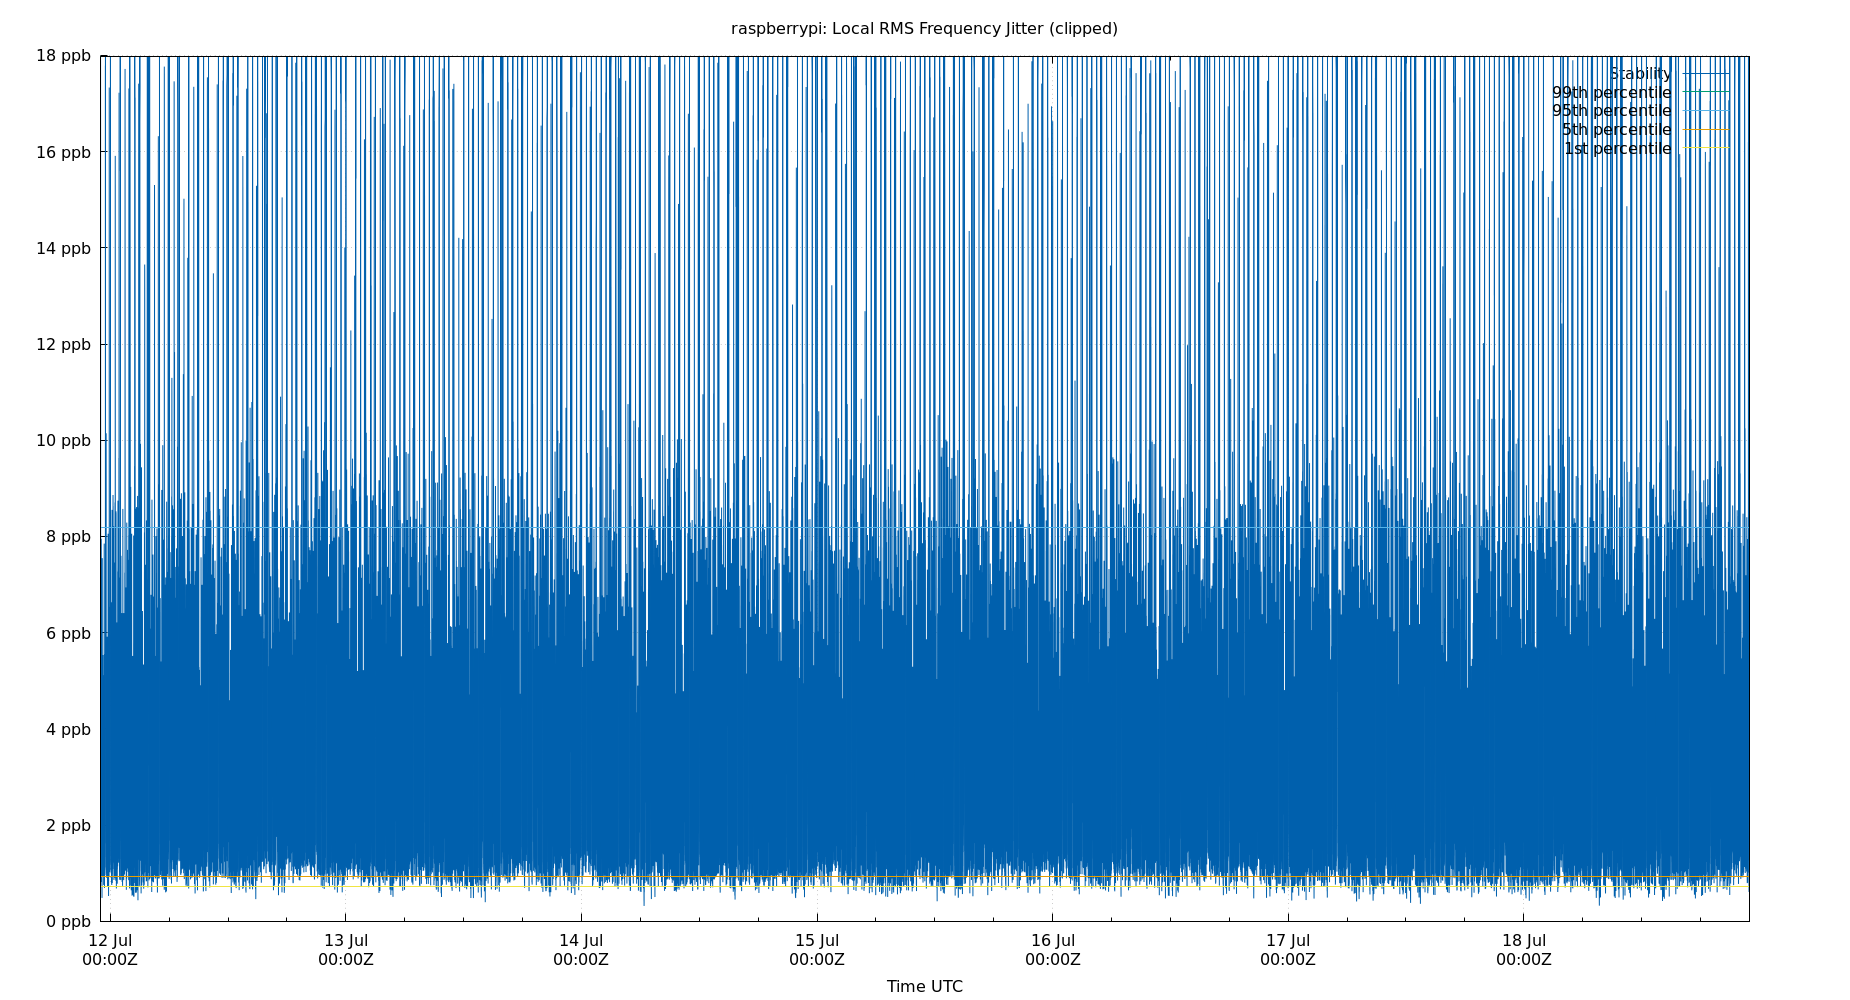 raspberrypi: Local RMS Frequency Jitter (clipped)
18 ppb
16 ppb
14 ppb
12 ppb
10 ppb
8 ppb
6 ppb
4 ppb
2 ppb
0 ppb
Stability
99th percentile
95th percentile
5th percentile
1st percentile
12 Jul 13 Jul 14 Jul 15 Jul 16 Jul 17 Jul 18 Jul
00:00Z 00:00Z 00:00Z 00:00Z 00:00Z 00:00Z 00:00Z
Time UTC